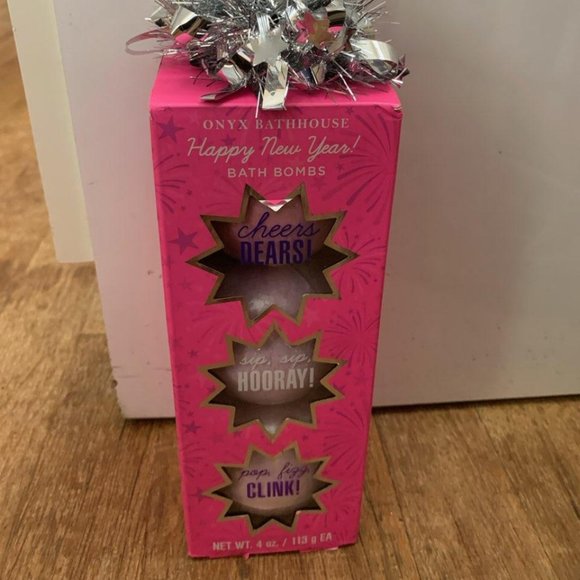 ONYX BATHHOUSE
Happy New Year!
BATH BOMBS
cheers
DEARS!
sip, sip,
HOORAY!
pop, fizz,
CLINK!
NET WT. 4 oz. / 113 g EA